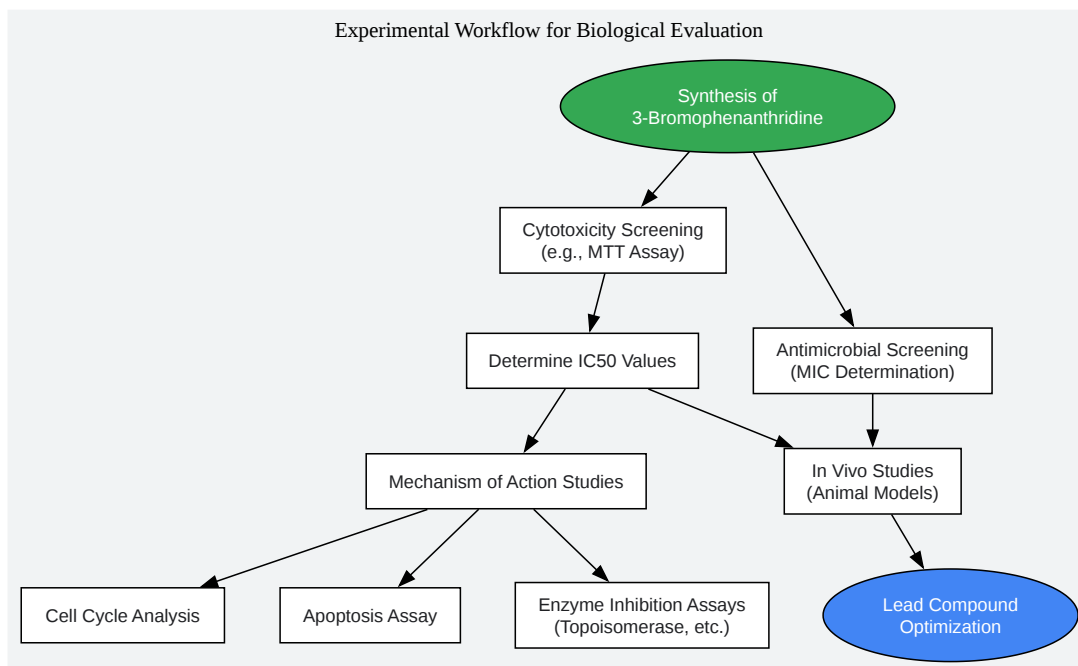 Experimental Workflow for Biological Evaluation
Synthesis of
3-Bromophenanthridine
Cytotoxicity Screening
(e.g., MTT Assay)
Determine IC50 Values
Antimicrobial Screening
(MIC Determination)
Mechanism of Action Studies
In Vivo Studies
(Animal Models)
Cell Cycle Analysis
Apoptosis Assay
Enzyme Inhibition Assays
(Topoisomerase, etc.)
Lead Compound
Optimization